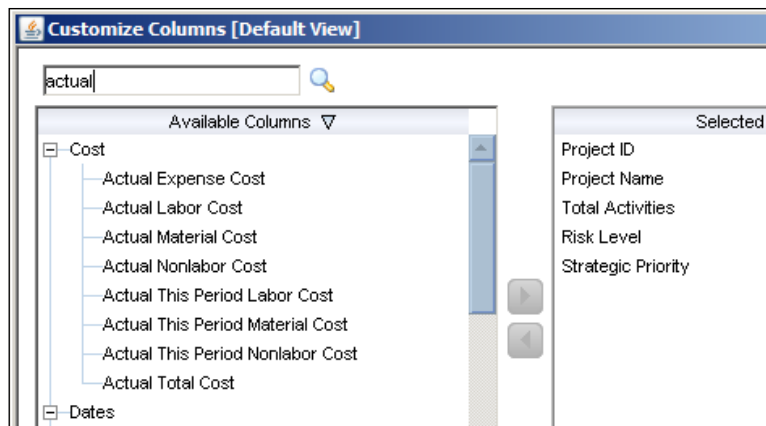 Customize Columns [Default View]
actual
Available Columns
Selected
Cost
Actual Expense Cost
Actual Labor Cost
Actual Material Cost
Actual Nonlabor Cost
Actual This Period Labor Cost
Actual This Period Material Cost
Actual This Period Nonlabor Cost
Actual Total Cost
Dates
Project ID
Project Name
Total Activities
Risk Level
Strategic Priority